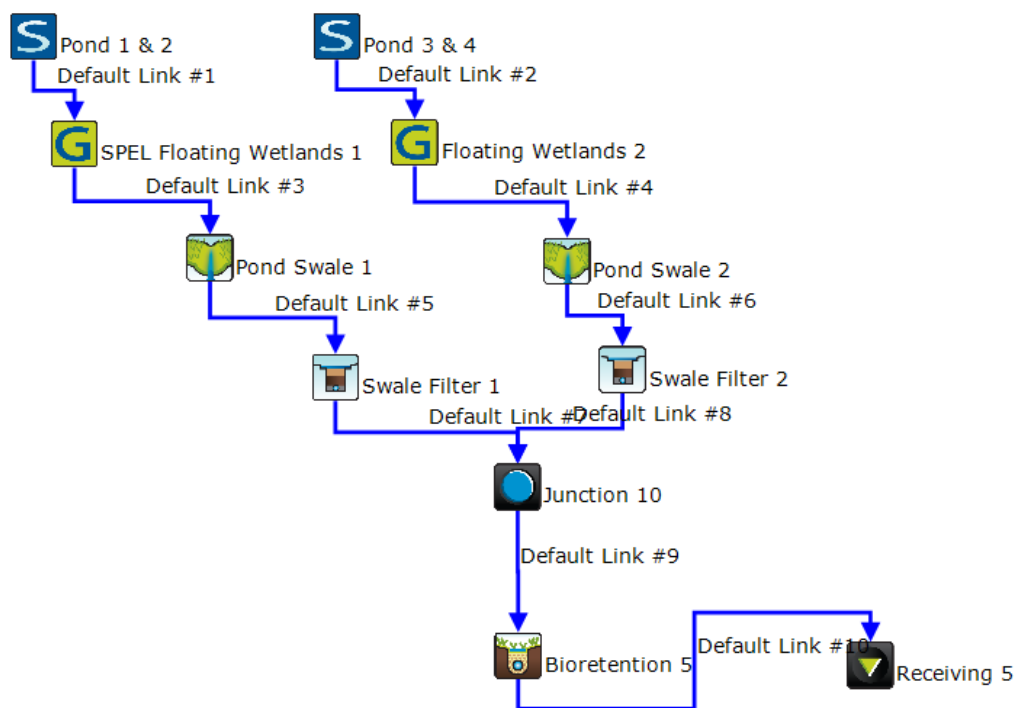 S
Pond 1 & 2
S
Pond 3 & 4
Default Link #1
Default Link #2
G
SPEL Floating Wetlands 1
G
Floating Wetlands 2
Default Link #3
Default Link #4
Pond Swale 1
Pond Swale 2
Default Link #5
Default Link #6
Swale Filter 1
Swale Filter 2
Default Link #7
Default Link #8
Junction 10
Default Link #9
Default Link #10
Bioretention 5
Receiving 5